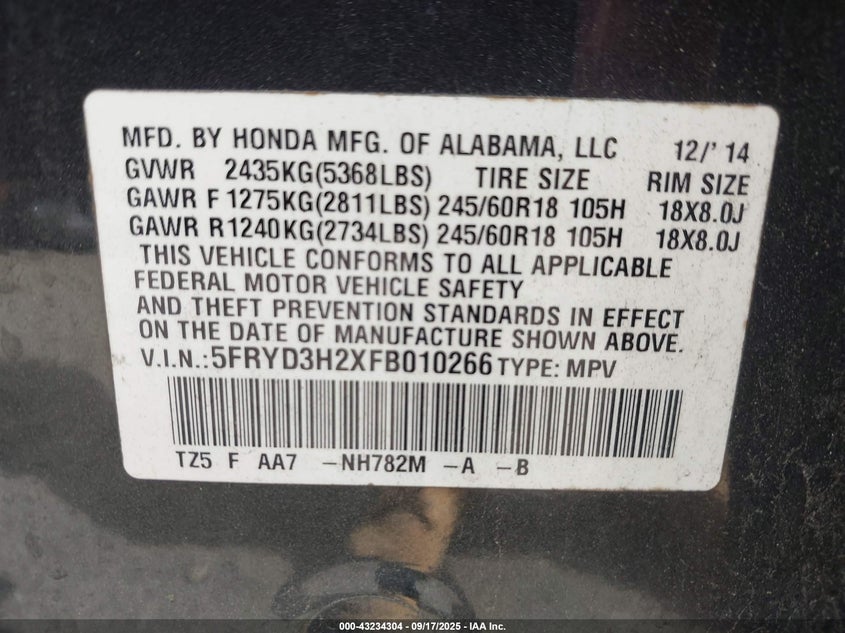 MFD. BY HONDA MFG. OF ALABAMA, LLC 12/' 14
GVWR 2435KG(5368LBS) TIRE SIZE RIM SIZE
GAWR F 1275KG(2811LBS) 245/60R18 105H 18X8.0J
GAWR R 1240KG(2734LBS) 245/60R18 105H 18X8.0J
THIS VEHICLE CONFORMS TO ALL APPLICABLE
FEDERAL MOTOR VEHICLE SAFETY
AND THEFT PREVENTION STANDARDS IN EFFECT
ON THE DATE OF MANUFACTURE SHOWN ABOVE.
V.I.N.:5FRYD3H2XFB010266 TYPE: MPV
TZ5 F AA7 -NH782M -A -B
000-43234304 - 09/17/2025 - IAA Inc.